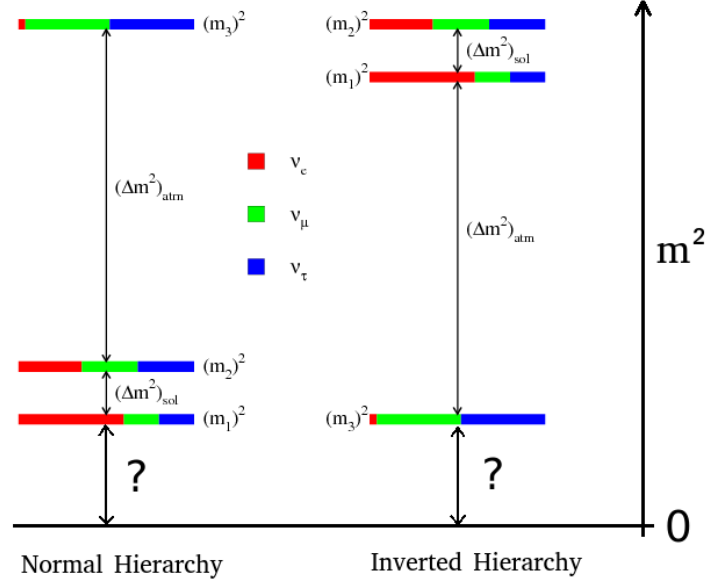 (m₃)²
(m₂)²
(Δm²)sol
(m₁)²
(Δm²)atm
νe
νμ
ντ
(Δm²)atm
m²
(m₂)²
(Δm²)sol
(m₁)²
(m₃)²
?
?
0
Normal Hierarchy
Inverted Hierarchy